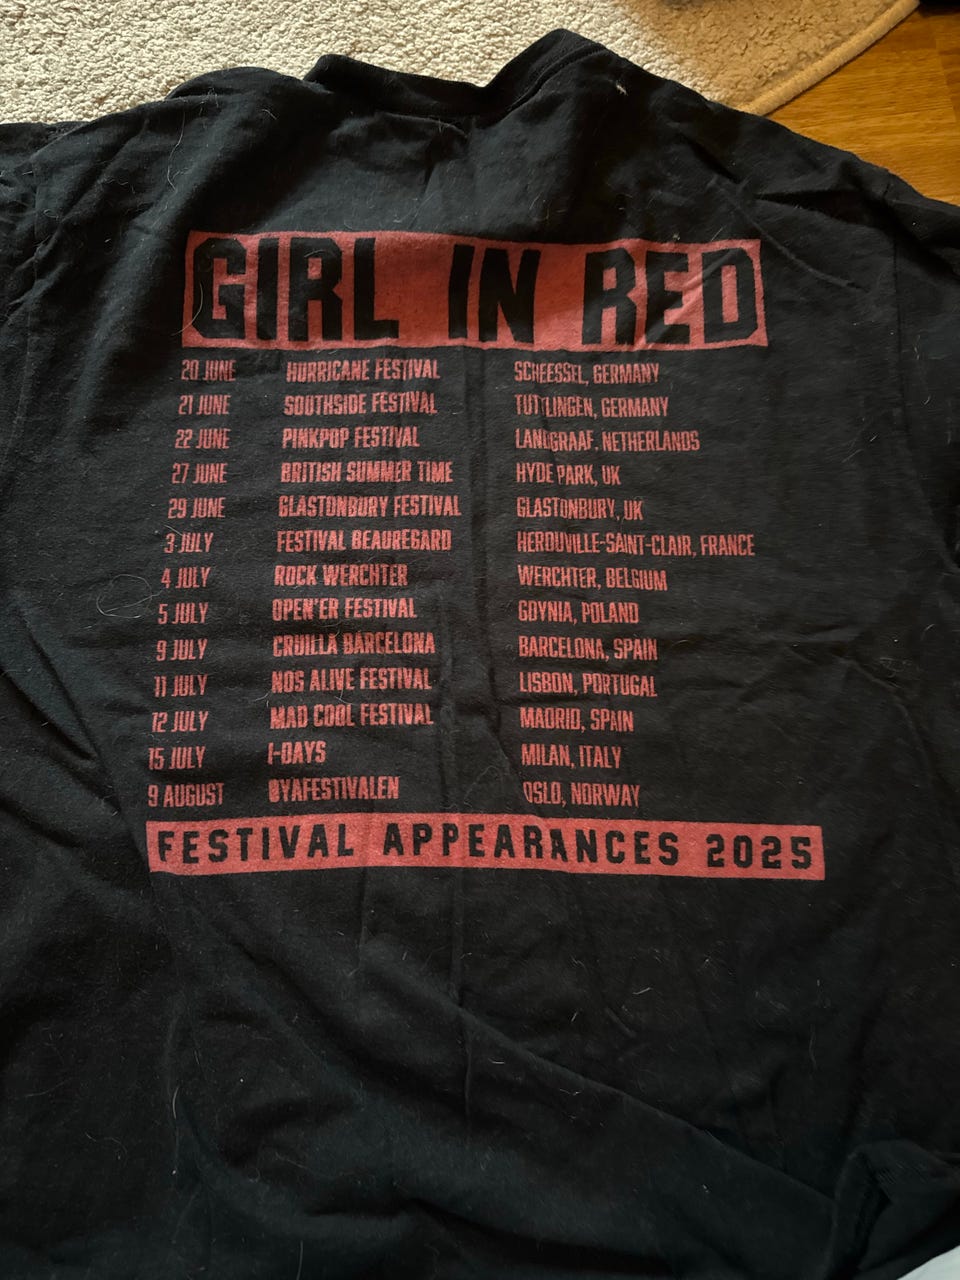 GIRL IN RED
20 JUNE HURRICANE FESTIVAL SCHEESSEL, GERMANY
21 JUNE SOUTHSIDE FESTIVAL TUTTLINGEN, GERMANY
22 JUNE PINKPOP FESTIVAL LANDGRAAF, NETHERLANDS
27 JUNE BRITISH SUMMER TIME HYDE PARK, UK
29 JUNE GLASTONBURY FESTIVAL GLASTONBURY, UK
3 JULY FESTIVAL BEAUREGARD HEROUVILLE-SAINT-CLAIR, FRANCE
4 JULY ROCK WERCHTER WERCHTER, BELGIUM
5 JULY OPEN'ER FESTIVAL GDYNIA, POLAND
9 JULY CRUILLA BARCELONA BARCELONA, SPAIN
11 JULY NOS ALIVE FESTIVAL LISBON, PORTUGAL
12 JULY MAD COOL FESTIVAL MADRID, SPAIN
15 JULY I-DAYS MILAN, ITALY
9 AUGUST ØYAFESTIVALEN OSLO, NORWAY
FESTIVAL APPEARANCES 2025